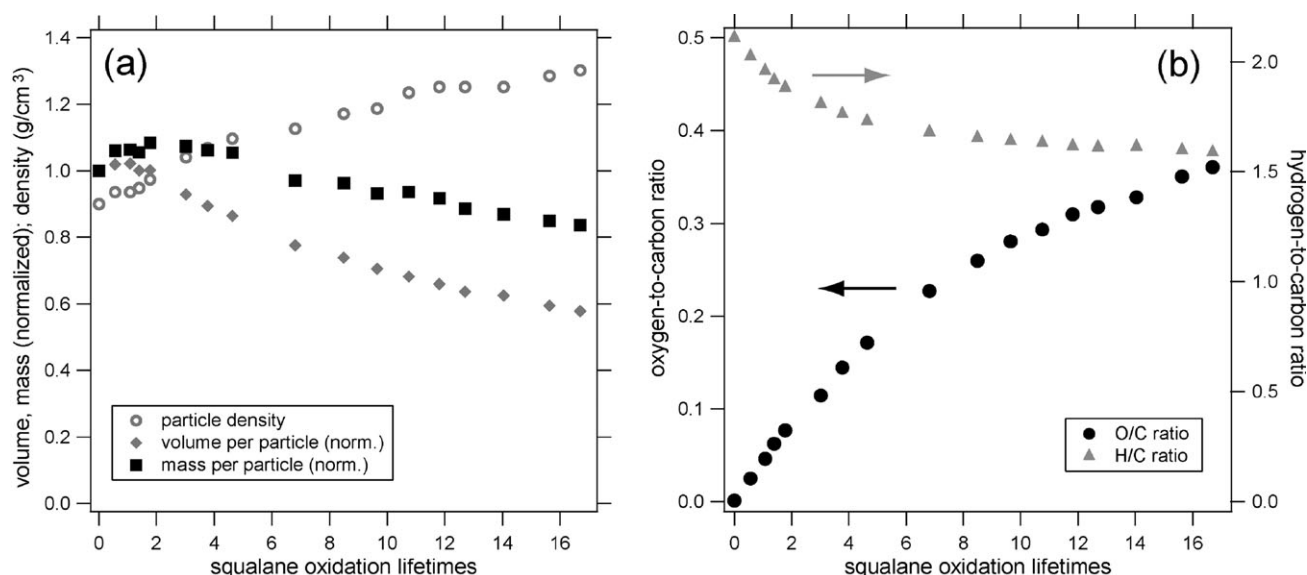 (a)
volume, mass (normalized); density (g/cm³)
1.4
1.2
1.0
0.8
0.6
0.4
0.2
0.0
particle density
volume per particle (norm.)
mass per particle (norm.)
0 2 4 6 8 10 12 14 16
squalane oxidation lifetimes
(b)
oxygen-to-carbon ratio
0.5
0.4
0.3
0.2
0.1
0.0
hydrogen-to-carbon ratio
2.0
1.5
1.0
0.5
0.0
O/C ratio
H/C ratio
0 2 4 6 8 10 12 14 16
squalane oxidation lifetimes